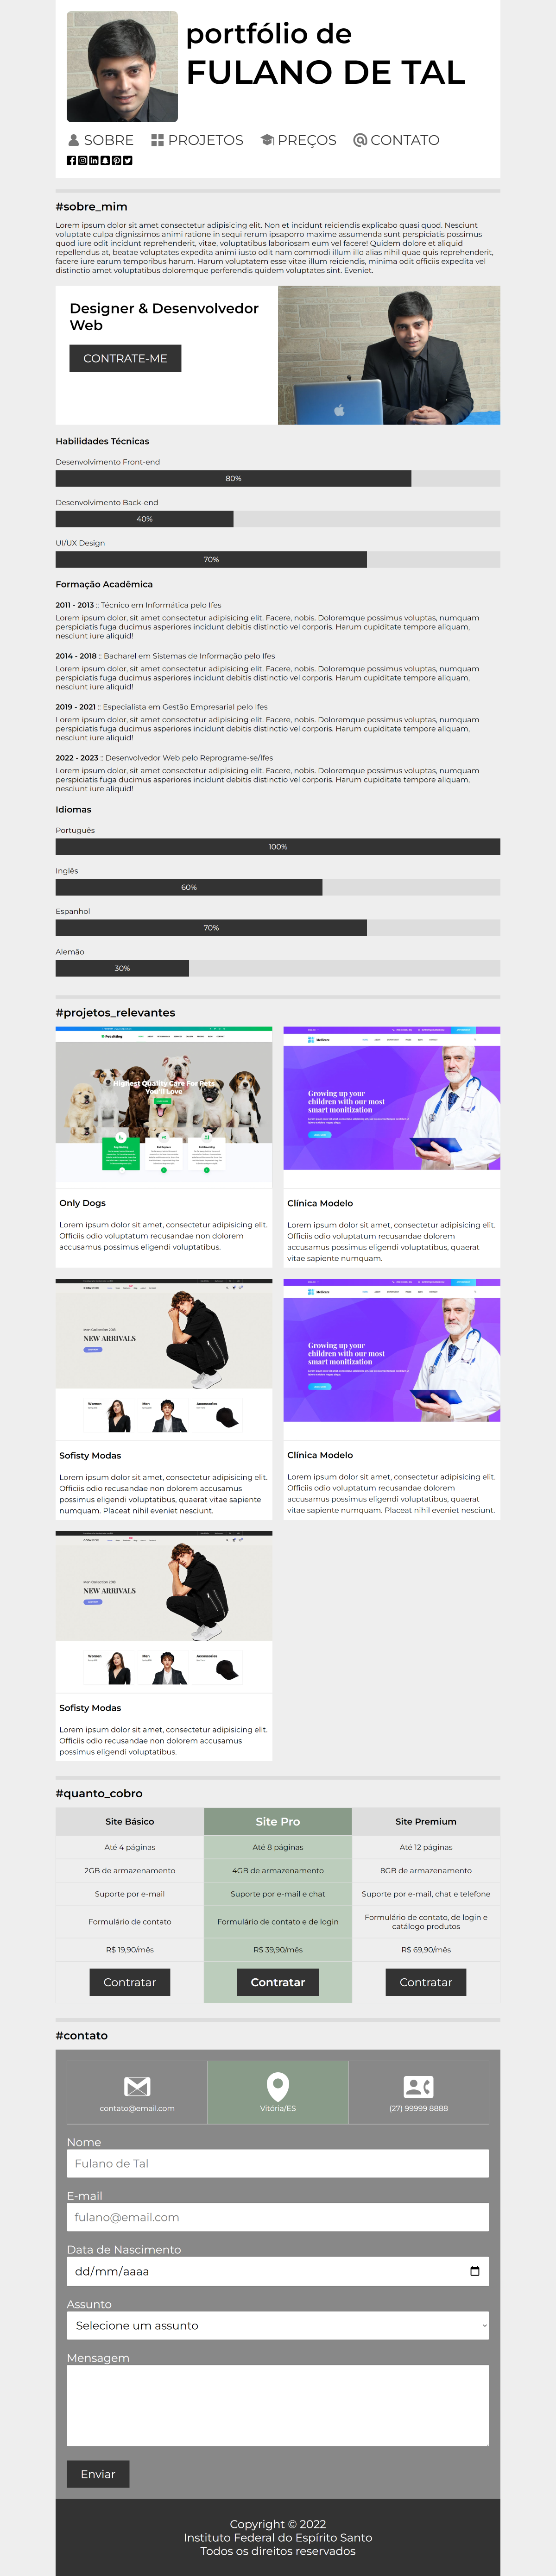 portfólio de
FULANO DE TAL
SOBRE PROJETOS PREÇOS CONTATO
#sobre_mim
Lorem ipsum dolor sit amet consectetur adipisicing elit. Non et incidunt reiciendis explicabo quasi quod. Nesciunt
voluptate culpa dignissimos animi ratione in sequi rerum ipsaporro maxime assumenda sunt perspiciatis possimus
quod iure odit incidunt reprehenderit, vitae, voluptatibus laboriosam eum vel facere! Quidem dolore et aliquid
repellendus at, beatae voluptates expedita animi iusto odit nam commodi illum illo alias nihil quae quis reprehenderit,
facere iure earum temporibus harum. Harum voluptatem esse vitae illum reiciendis, minima odit officiis expedita vel
distinctio amet voluptatibus doloremque perferendis quidem voluptates sint. Eveniet.
Designer & Desenvolvedor
Web
CONTRATE-ME
Habilidades Técnicas
Desenvolvimento Front-end
80%
Desenvolvimento Back-end
40%
UI/UX Design
70%
Formação Acadêmica
2011 - 2013 :: Técnico em Informática pelo Ifes
Lorem ipsum dolor, sit amet consectetur adipisicing elit. Facere, nobis. Doloremque possimus voluptas, numquam
perspiciatis fuga ducimus asperiores incidunt debitis distinctio vel corporis. Harum cupiditate tempore aliquam,
nesciunt iure aliquid!
2014 - 2018 :: Bacharel em Sistemas de Informação pelo Ifes
Lorem ipsum dolor, sit amet consectetur adipisicing elit. Facere, nobis. Doloremque possimus voluptas, numquam
perspiciatis fuga ducimus asperiores incidunt debitis distinctio vel corporis. Harum cupiditate tempore aliquam,
nesciunt iure aliquid!
2019 - 2021 :: Especialista em Gestão Empresarial pelo Ifes
Lorem ipsum dolor, sit amet consectetur adipisicing elit. Facere, nobis. Doloremque possimus voluptas, numquam
perspiciatis fuga ducimus asperiores incidunt debitis distinctio vel corporis. Harum cupiditate tempore aliquam,
nesciunt iure aliquid!
2022 - 2023 :: Desenvolvedor Web pelo Reprograme-se/Ifes
Lorem ipsum dolor, sit amet consectetur adipisicing elit. Facere, nobis. Doloremque possimus voluptas, numquam
perspiciatis fuga ducimus asperiores incidunt debitis distinctio vel corporis. Harum cupiditate tempore aliquam,
nesciunt iure aliquid!
Idiomas
Português
100%
Inglês
60%
Espanhol
70%
Alemão
30%
#projetos_relevantes
Highest Quality Care For Pets
You'll Love
Only Dogs
Lorem ipsum dolor sit amet, consectetur adipisicing elit.
Officiis odio voluptatum recusandae non dolorem
accusamus possimus eligendi voluptatibus.
Growing up your
children with our most
smart monitization
Clínica Modelo
Lorem ipsum dolor sit amet, consectetur adipisicing elit.
Officiis odio voluptatum recusandae dolorem
accusamus possimus eligendi voluptatibus, quaerat
vitae sapiente numquam.
NEW ARRIVALS
Women Men Accessories
Sofisty Modas
Lorem ipsum dolor sit amet, consectetur adipisicing elit.
Officiis odio recusandae non dolorem accusamus
possimus eligendi voluptatibus, quaerat vitae sapiente
numquam. Placeat nihil eveniet nesciunt.
Growing up your
children with our most
smart monitization
Clínica Modelo
Lorem ipsum dolor sit amet, consectetur adipisicing elit.
Officiis odio voluptatum recusandae dolorem
accusamus possimus eligendi voluptatibus, quaerat
vitae sapiente numquam. Placeat nihil eveniet nesciunt.
NEW ARRIVALS
Women Men Accessories
Sofisty Modas
Lorem ipsum dolor sit amet, consectetur adipisicing elit.
Officiis odio recusandae non dolorem accusamus
possimus eligendi voluptatibus.
#quanto_cobro
Site Básico Site Pro Site Premium
Até 4 páginas Até 8 páginas Até 12 páginas
2GB de armazenamento 4GB de armazenamento 8GB de armazenamento
Suporte por e-mail Suporte por e-mail e chat Suporte por e-mail, chat e telefone
Formulário de contato Formulário de contato e de login Formulário de contato, de login e
catálogo produtos
R$ 19,90/mês R$ 39,90/mês R$ 69,90/mês
Contratar Contratar Contratar
#contato
contato@email.com Vitória/ES (27) 99999 8888
Nome
Fulano de Tal
E-mail
fulano@email.com
Data de Nascimento
dd/mm/aaaa
Assunto
Selecione um assunto
Mensagem
Enviar
Copyright © 2022
Instituto Federal do Espírito Santo
Todos os direitos reservados